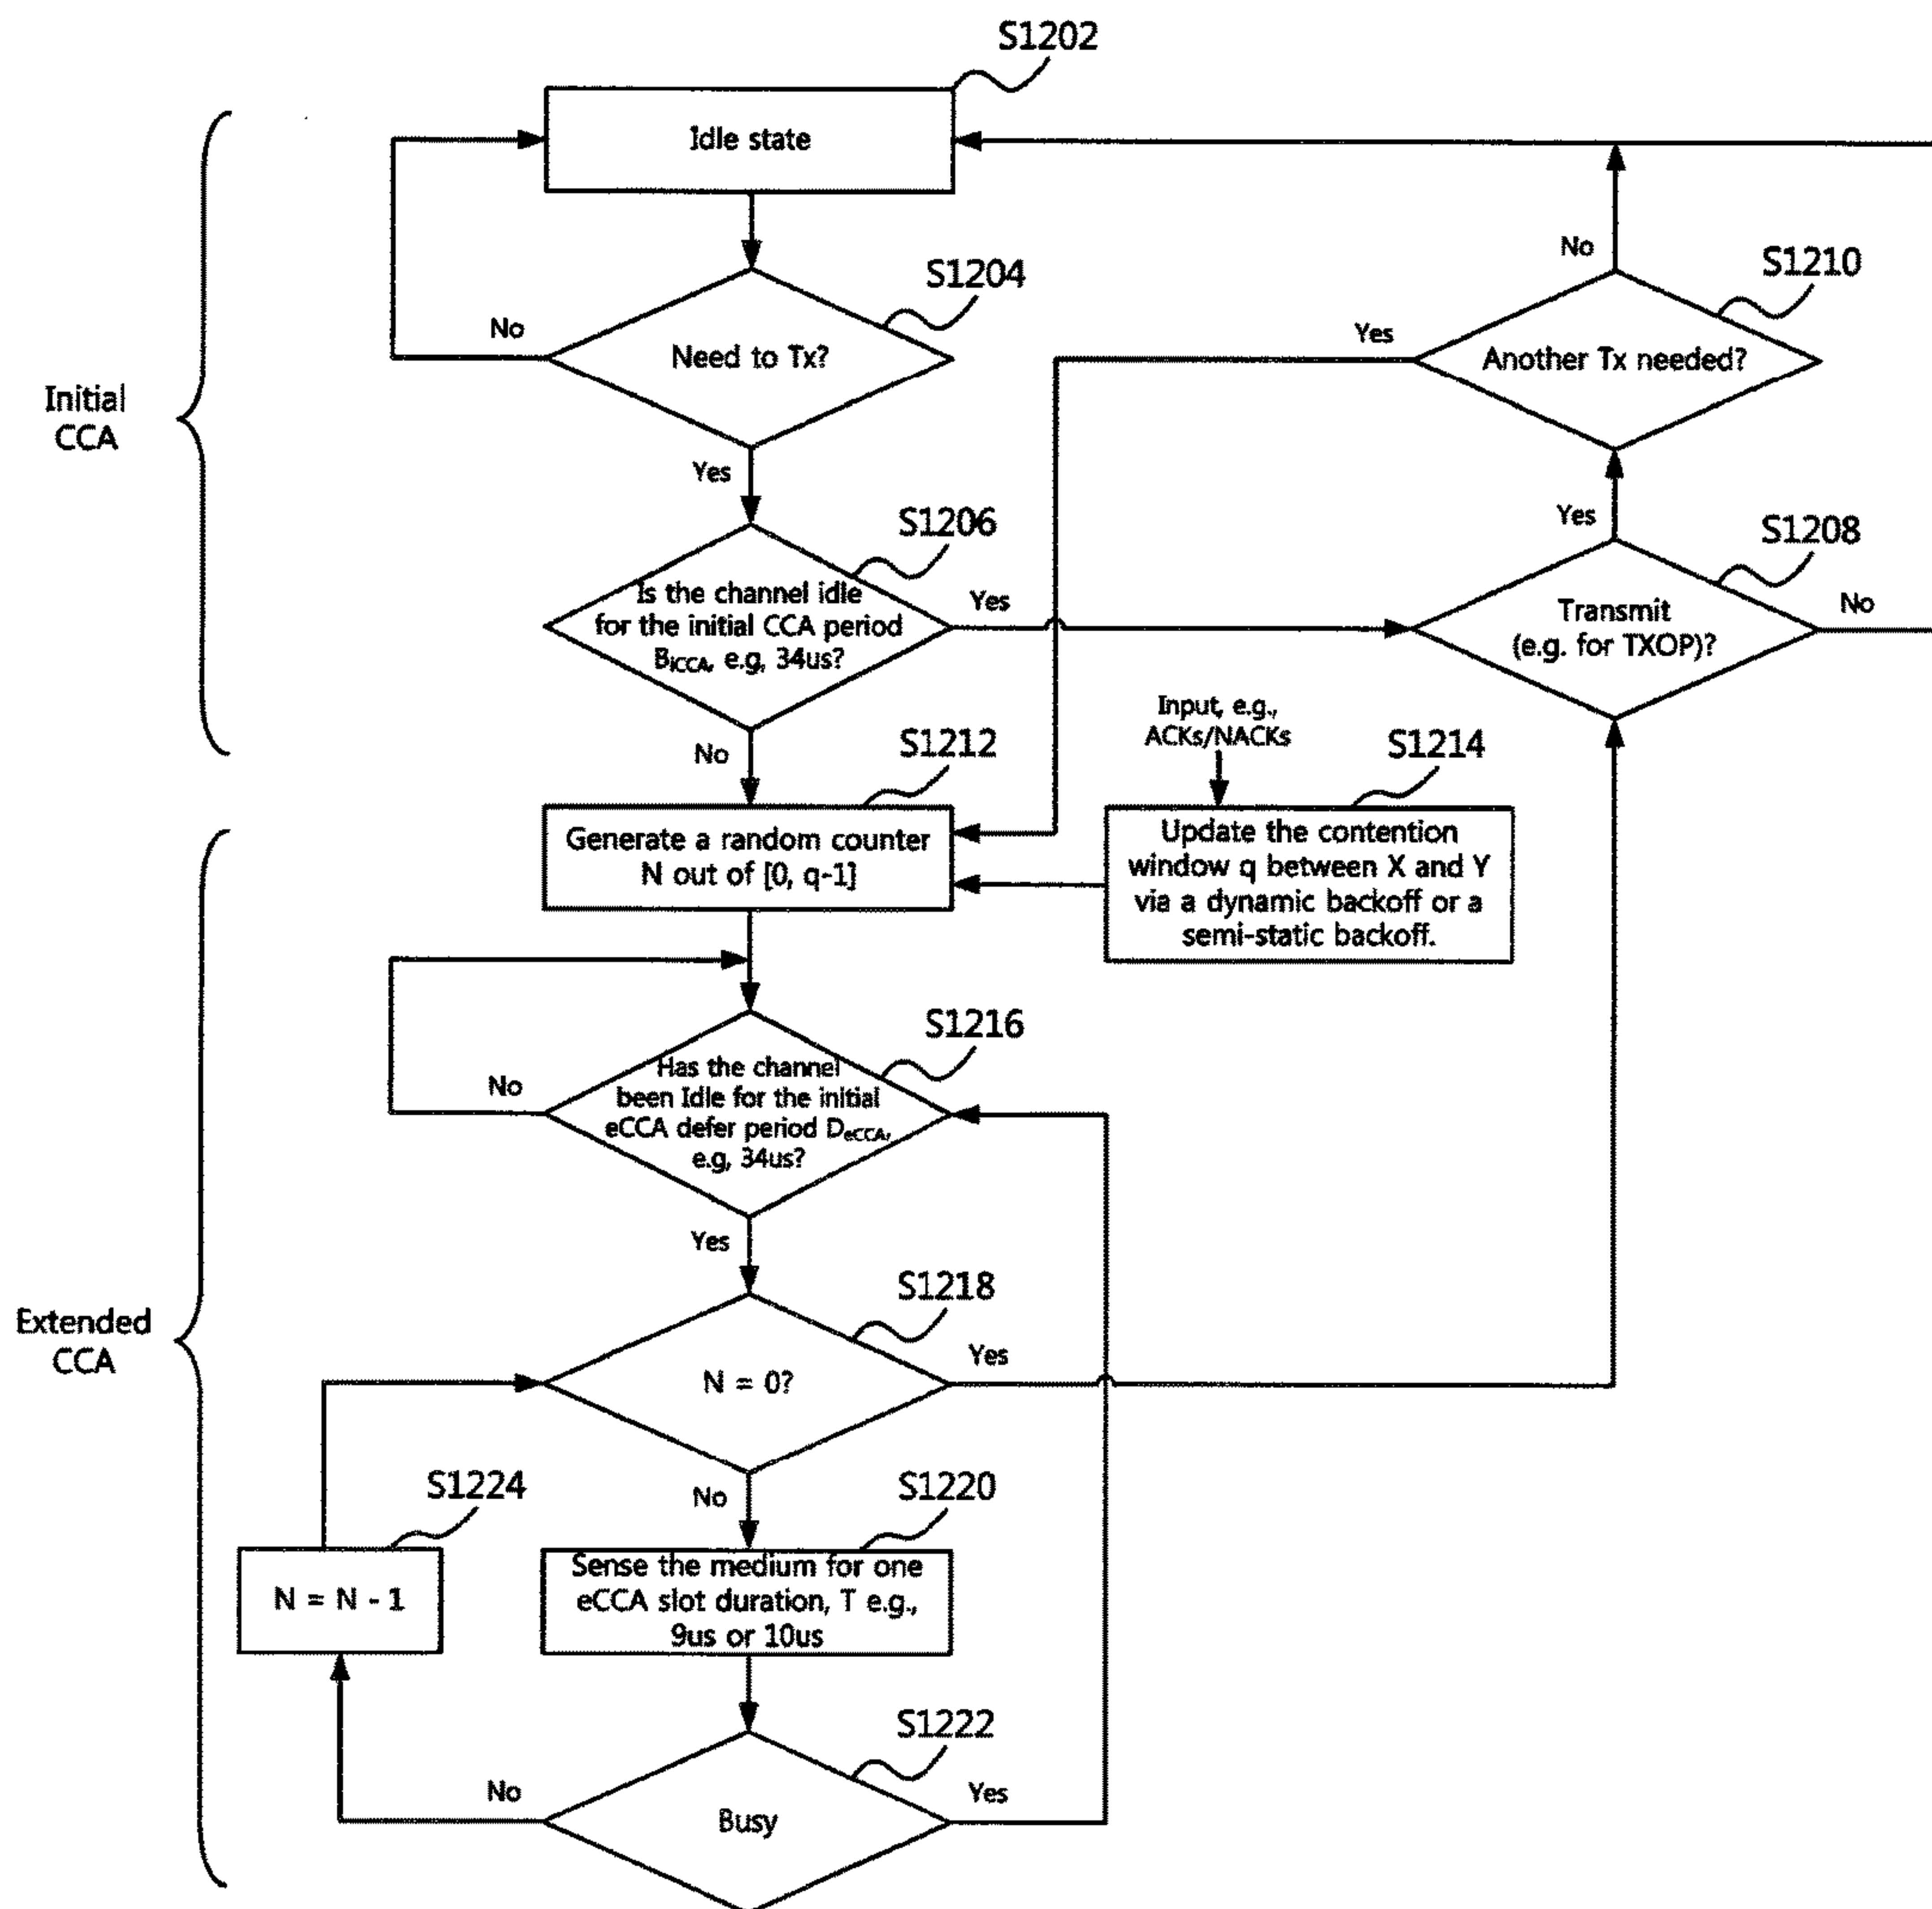 S1202
Idle state
S1204
No
Need to Tx?
Yes
No
S1210
Yes
Another Tx needed?
Initial
CCA
S1206
Is the channel idle
for the initial CCA period
BiCCA, e.g, 34us?
Yes
No
Yes
S1208
Transmit
(e.g. for TXOP)?
No
S1212
Generate a random counter
N out of [0, q-1]
Input, e.g.,
ACKs/NACKs
S1214
Update the contention
window q between X and Y
via a dynamic backoff or a
semi-static backoff.
S1216
No
Has the channel
been Idle for the initial
eCCA defer period DeCCA,
e.g, 34us?
Yes
Extended
CCA
S1218
N = 0?
Yes
No
S1224
N = N - 1
S1220
Sense the medium for one
eCCA slot duration, T e.g.,
9us or 10us
S1222
No
Busy
Yes